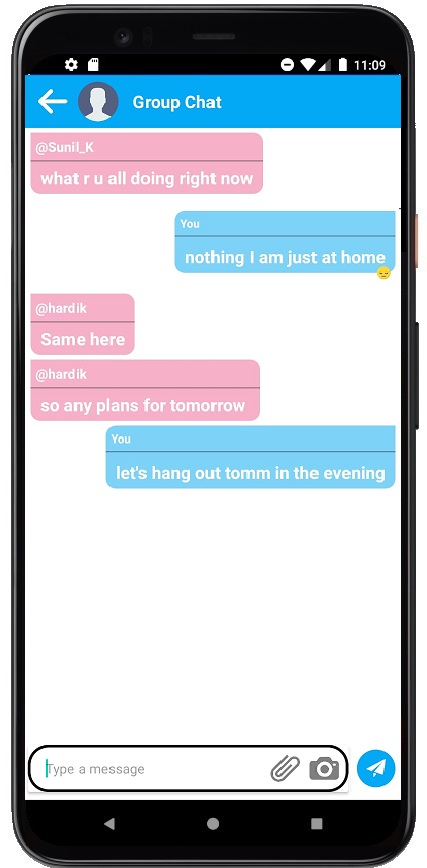 11:09
Group Chat
@Sunil_K
what r u all doing right now
You
nothing I am just at home
@hardik
Same here
@hardik
so any plans for tomorrow
You
let's hang out tomm in the evening
Type a message